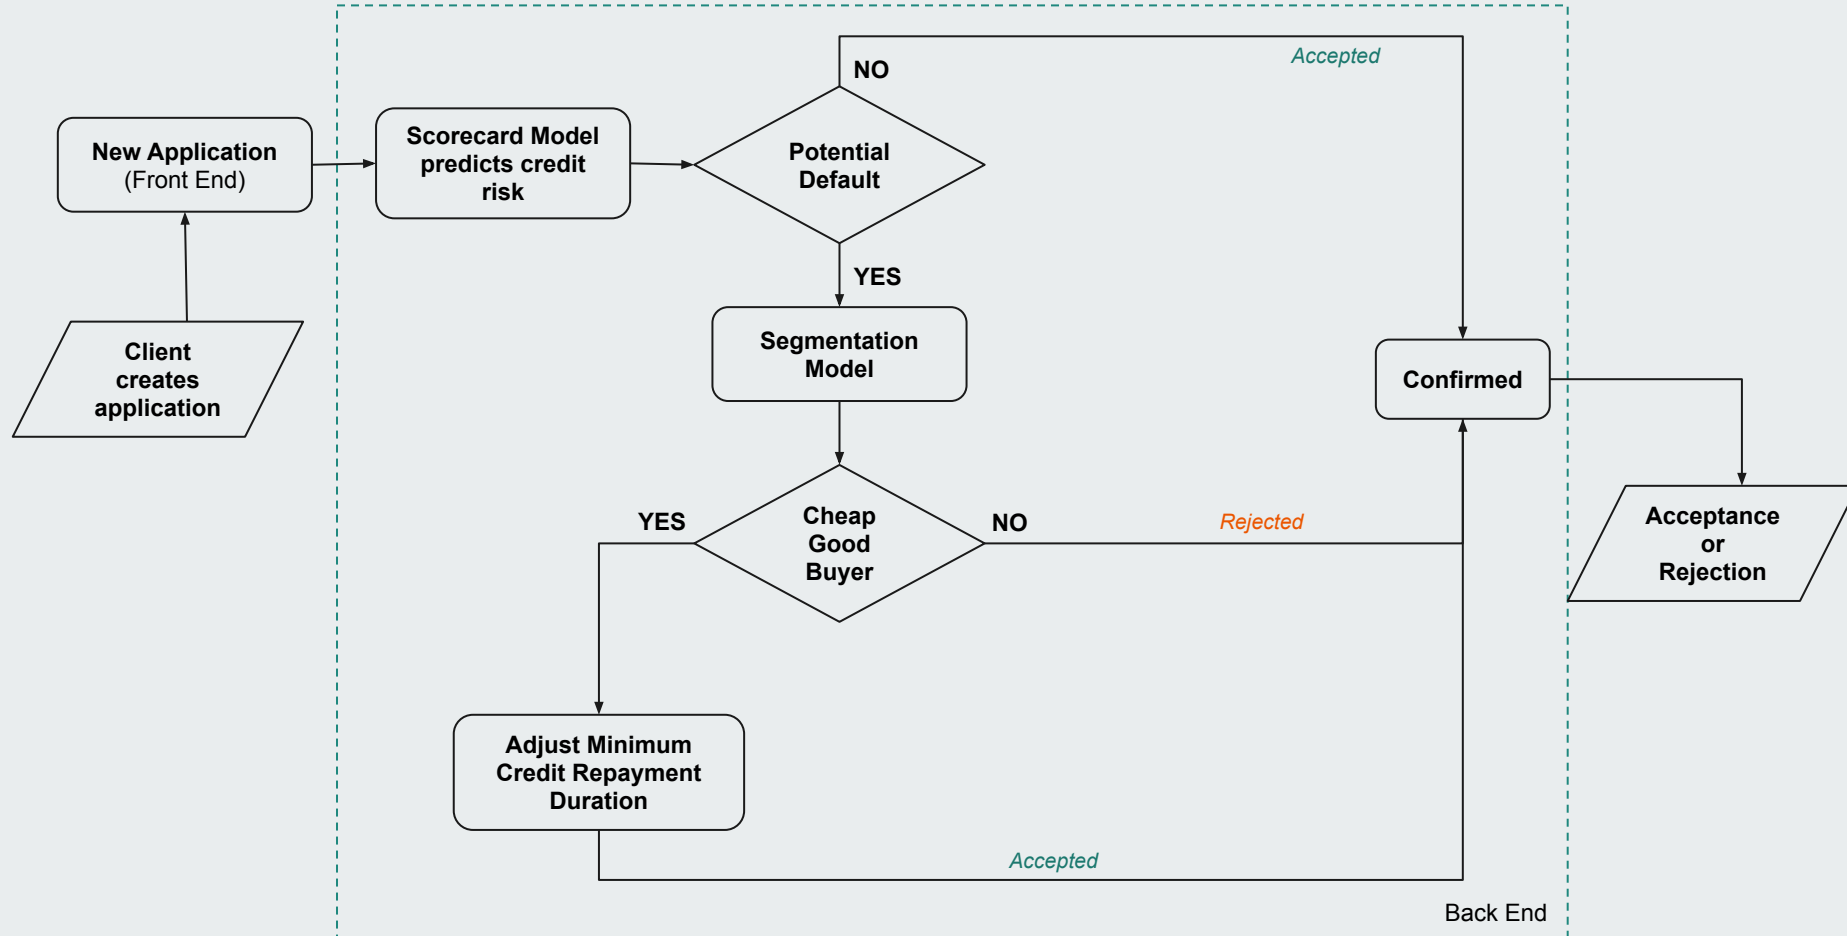 Accepted
NO
New Application
(Front End)
Scorecard Model
predicts credit
risk
Potential
Default
YES
Client
creates
application
Segmentation
Model
Confirmed
YES
Cheap
Good
Buyer
NO
Rejected
Acceptance
or
Rejection
Adjust Minimum
Credit Repayment
Duration
Accepted
Back End